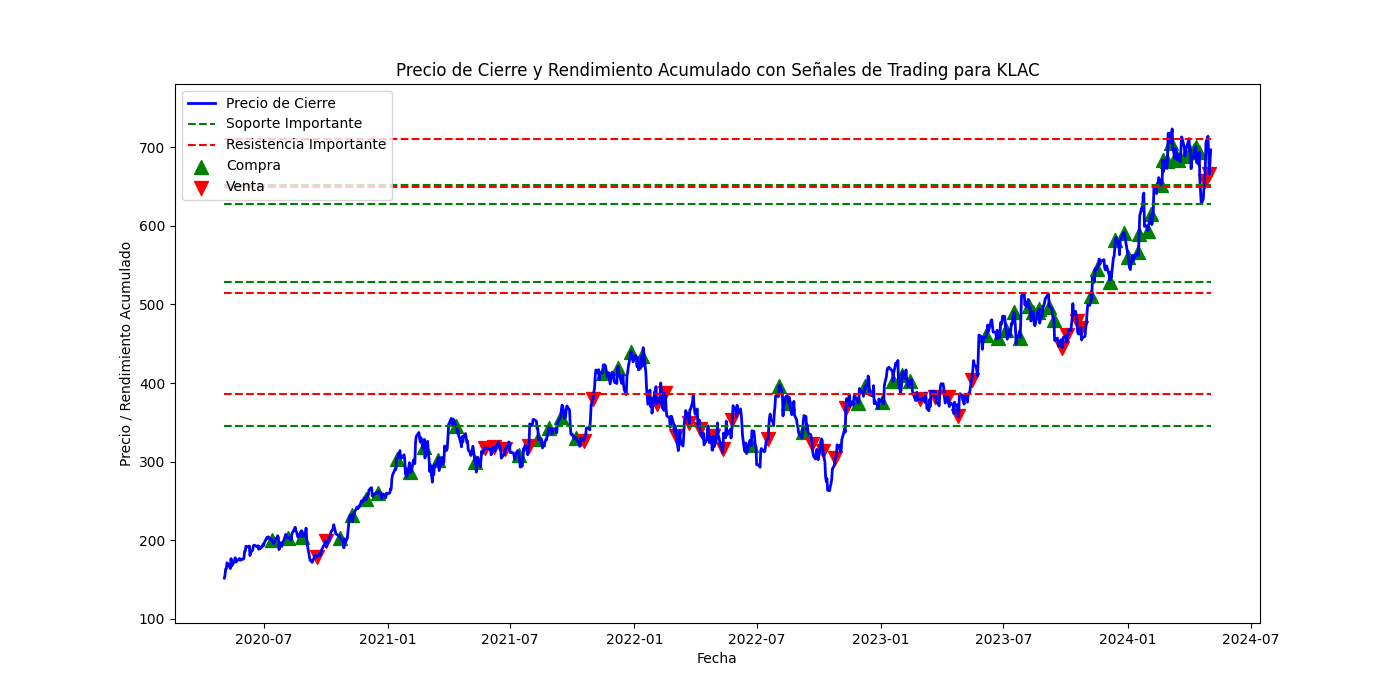 Precio de Cierre y Rendimiento Acumulado con Señales de Trading para KLAC
Precio de Cierre
Soporte Importante
Resistencia Importante
Compra
Venta
Precio / Rendimiento Acumulado
700
600
500
400
300
200
100
2020-07
2021-01
2021-07
2022-01
2022-07
2023-01
2023-07
2024-01
2024-07
Fecha